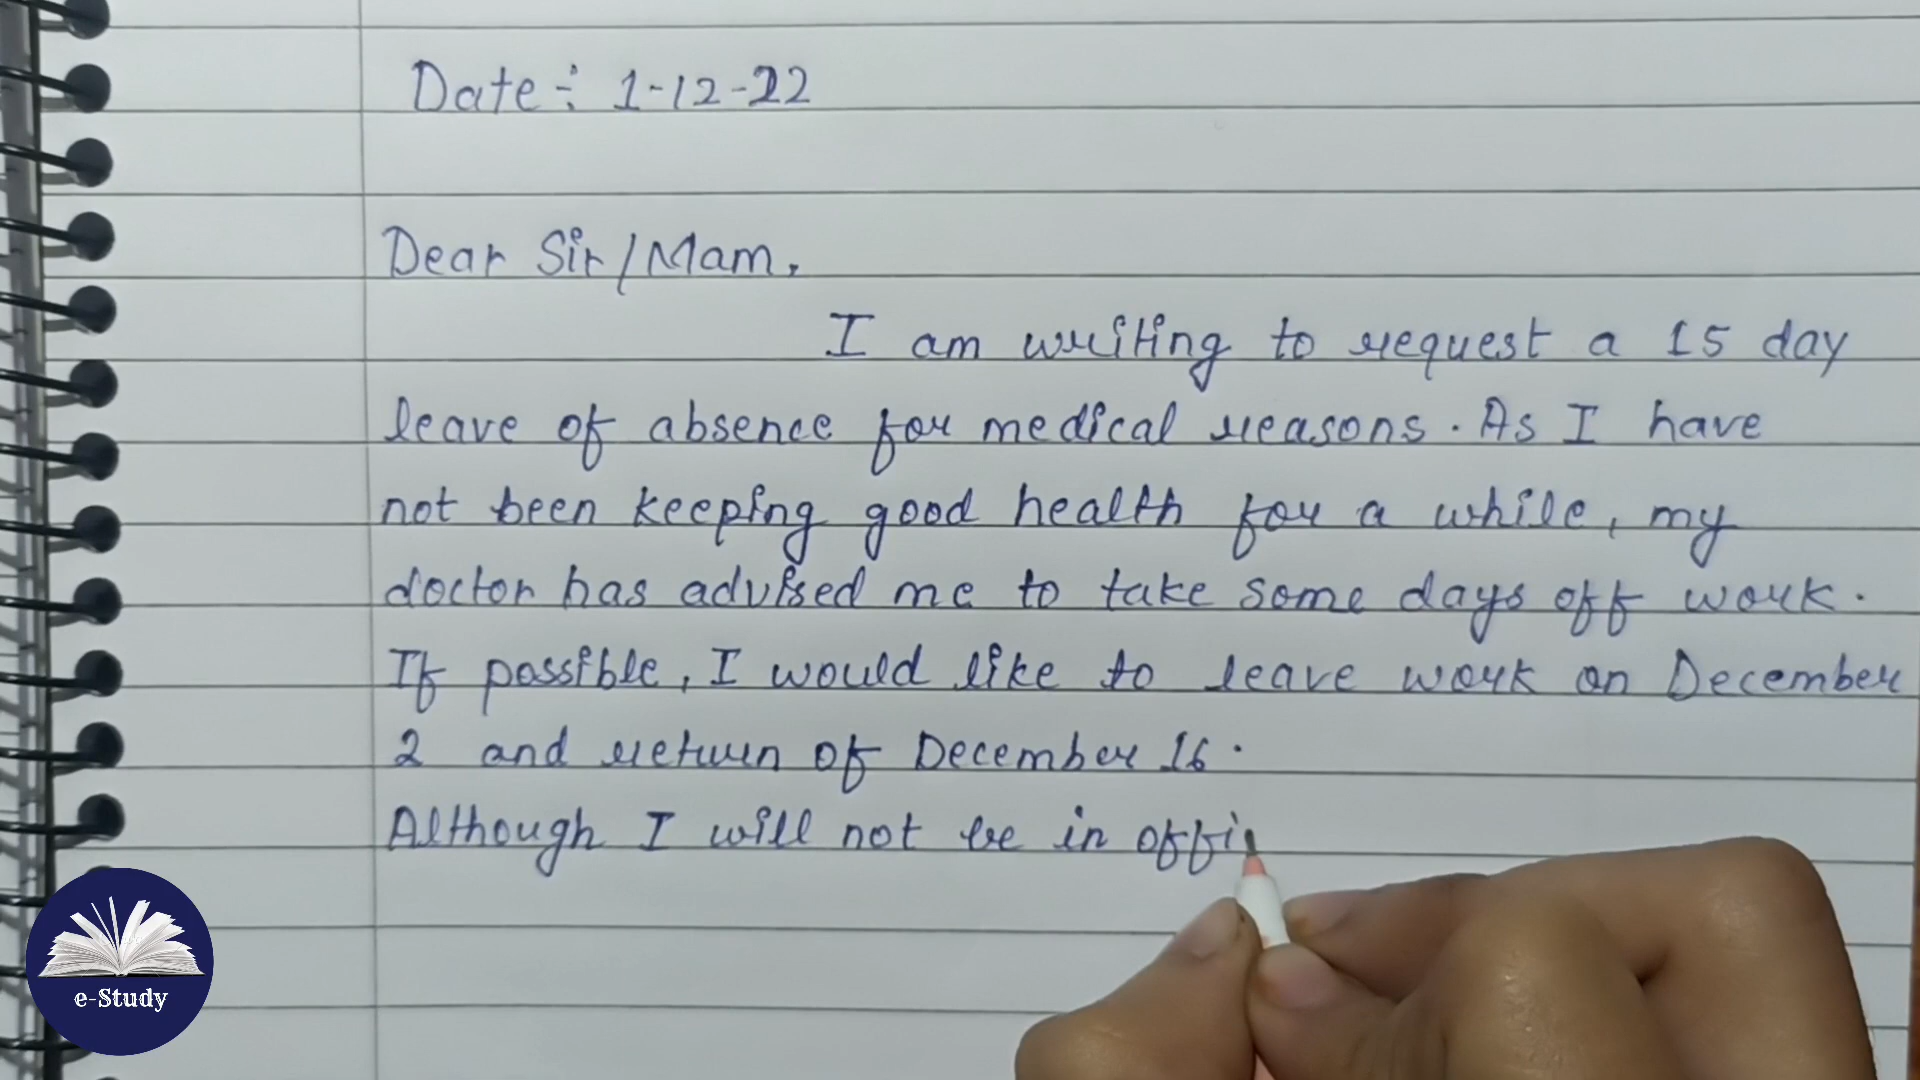 Date :- 1-12-22
Dear Sir/Mam,
I am writing to request a 15 day
leave of absence for medical reasons. As I have
not been keeping good health for a while, my
doctor has advised me to take some days off work.
If possible, I would like to leave work on December
2 and return of December 16.
Although I will not be in offi
e-Study